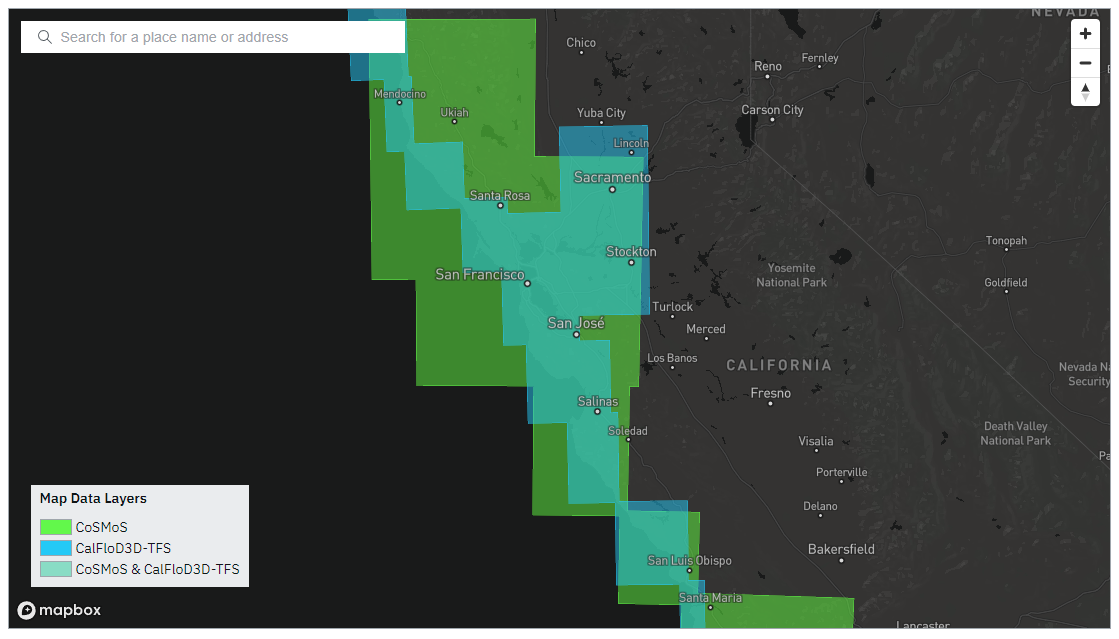 NEVADA
Search for a place name or address
Chico
Reno
Fernley
Mendocino
Ukiah
Yuba City
Carson City
Lincoln
Sacramento
Santa Rosa
Stockton
Tonopah
San Francisco
Yosemite
National Park
Goldfield
Turlock
San José
Merced
Los Banos
CALIFORNIA
Nevada Na
Security
Fresno
Salinas
Soledad
Death Valley
National Park
Visalia
Pa
Porterville
Delano
Bakersfield
San Luis Obispo
Santa Maria
Lancaster
Map Data Layers
CoSMoS
CalFloD3D-TFS
CoSMoS & CalFloD3D-TFS
mapbox